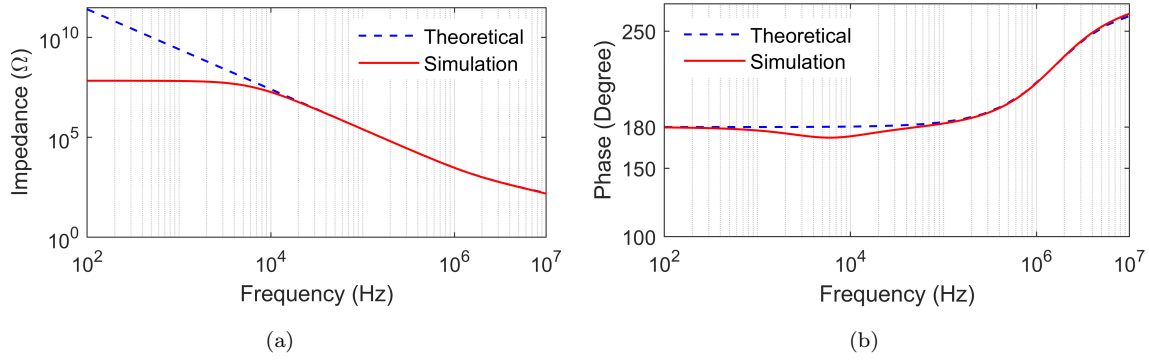 10^10
10^5
10^0
Impedance (Ω)
Theoretical
Simulation
10^2
10^4
10^6
10^7
Frequency (Hz)
(a)
250
180
150
100
Phase (Degree)
Theoretical
Simulation
10^2
10^4
10^6
10^7
Frequency (Hz)
(b)